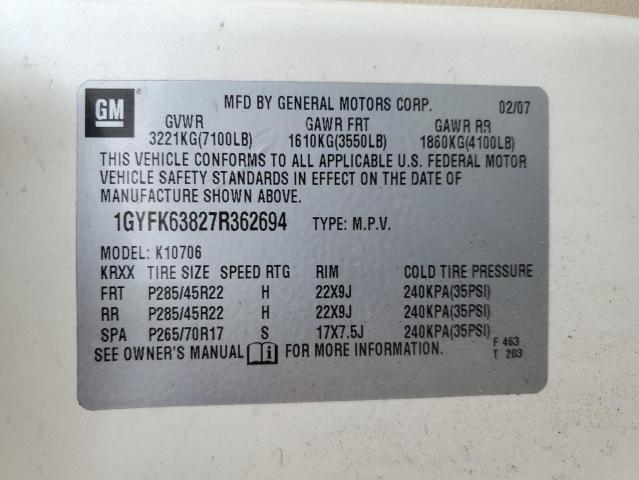 GM ® MFD BY GENERAL MOTORS CORP. 02/07
GVWR GAWR FRT GAWR RR
3221KG(7100LB) 1610KG(3550LB) 1860KG(4100LB)
THIS VEHICLE CONFORMS TO ALL APPLICABLE U.S. FEDERAL MOTOR
VEHICLE SAFETY STANDARDS IN EFFECT ON THE DATE OF
MANUFACTURE SHOWN ABOVE.
1GYFK63827R362694 TYPE: M.P.V.
MODEL: K10706
KRXX TIRE SIZE SPEED RTG RIM COLD TIRE PRESSURE
FRT P285/45R22 H 22X9J 240KPA(35PSI)
RR P285/45R22 H 22X9J 240KPA(35PSI)
SPA P265/70R17 S 17X7.5J 240KPA(35PSI)
SEE OWNER'S MANUAL FOR MORE INFORMATION.
F 463
T 203